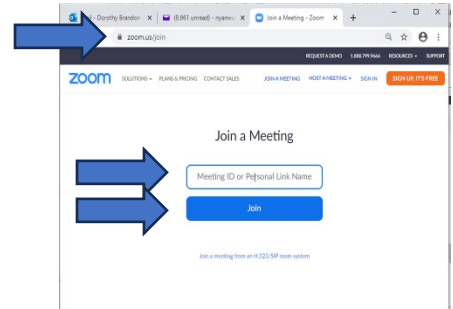 - Dorothy Brandon
(8,661 unread) - nyarwo
Join a Meeting - Zoom
zoom.us/join
REQUEST A DEMO 1.888.799.9666 RESOURCES SUPPORT
zoom SOLUTIONS PLANS & PRICING CONTACT SALES JOIN A MEETING HOST A MEETING SIGN IN SIGN UP, IT'S FREE
Join a Meeting
Meeting ID or Personal Link Name
Join
Join a meeting from an H.323/SIP room system